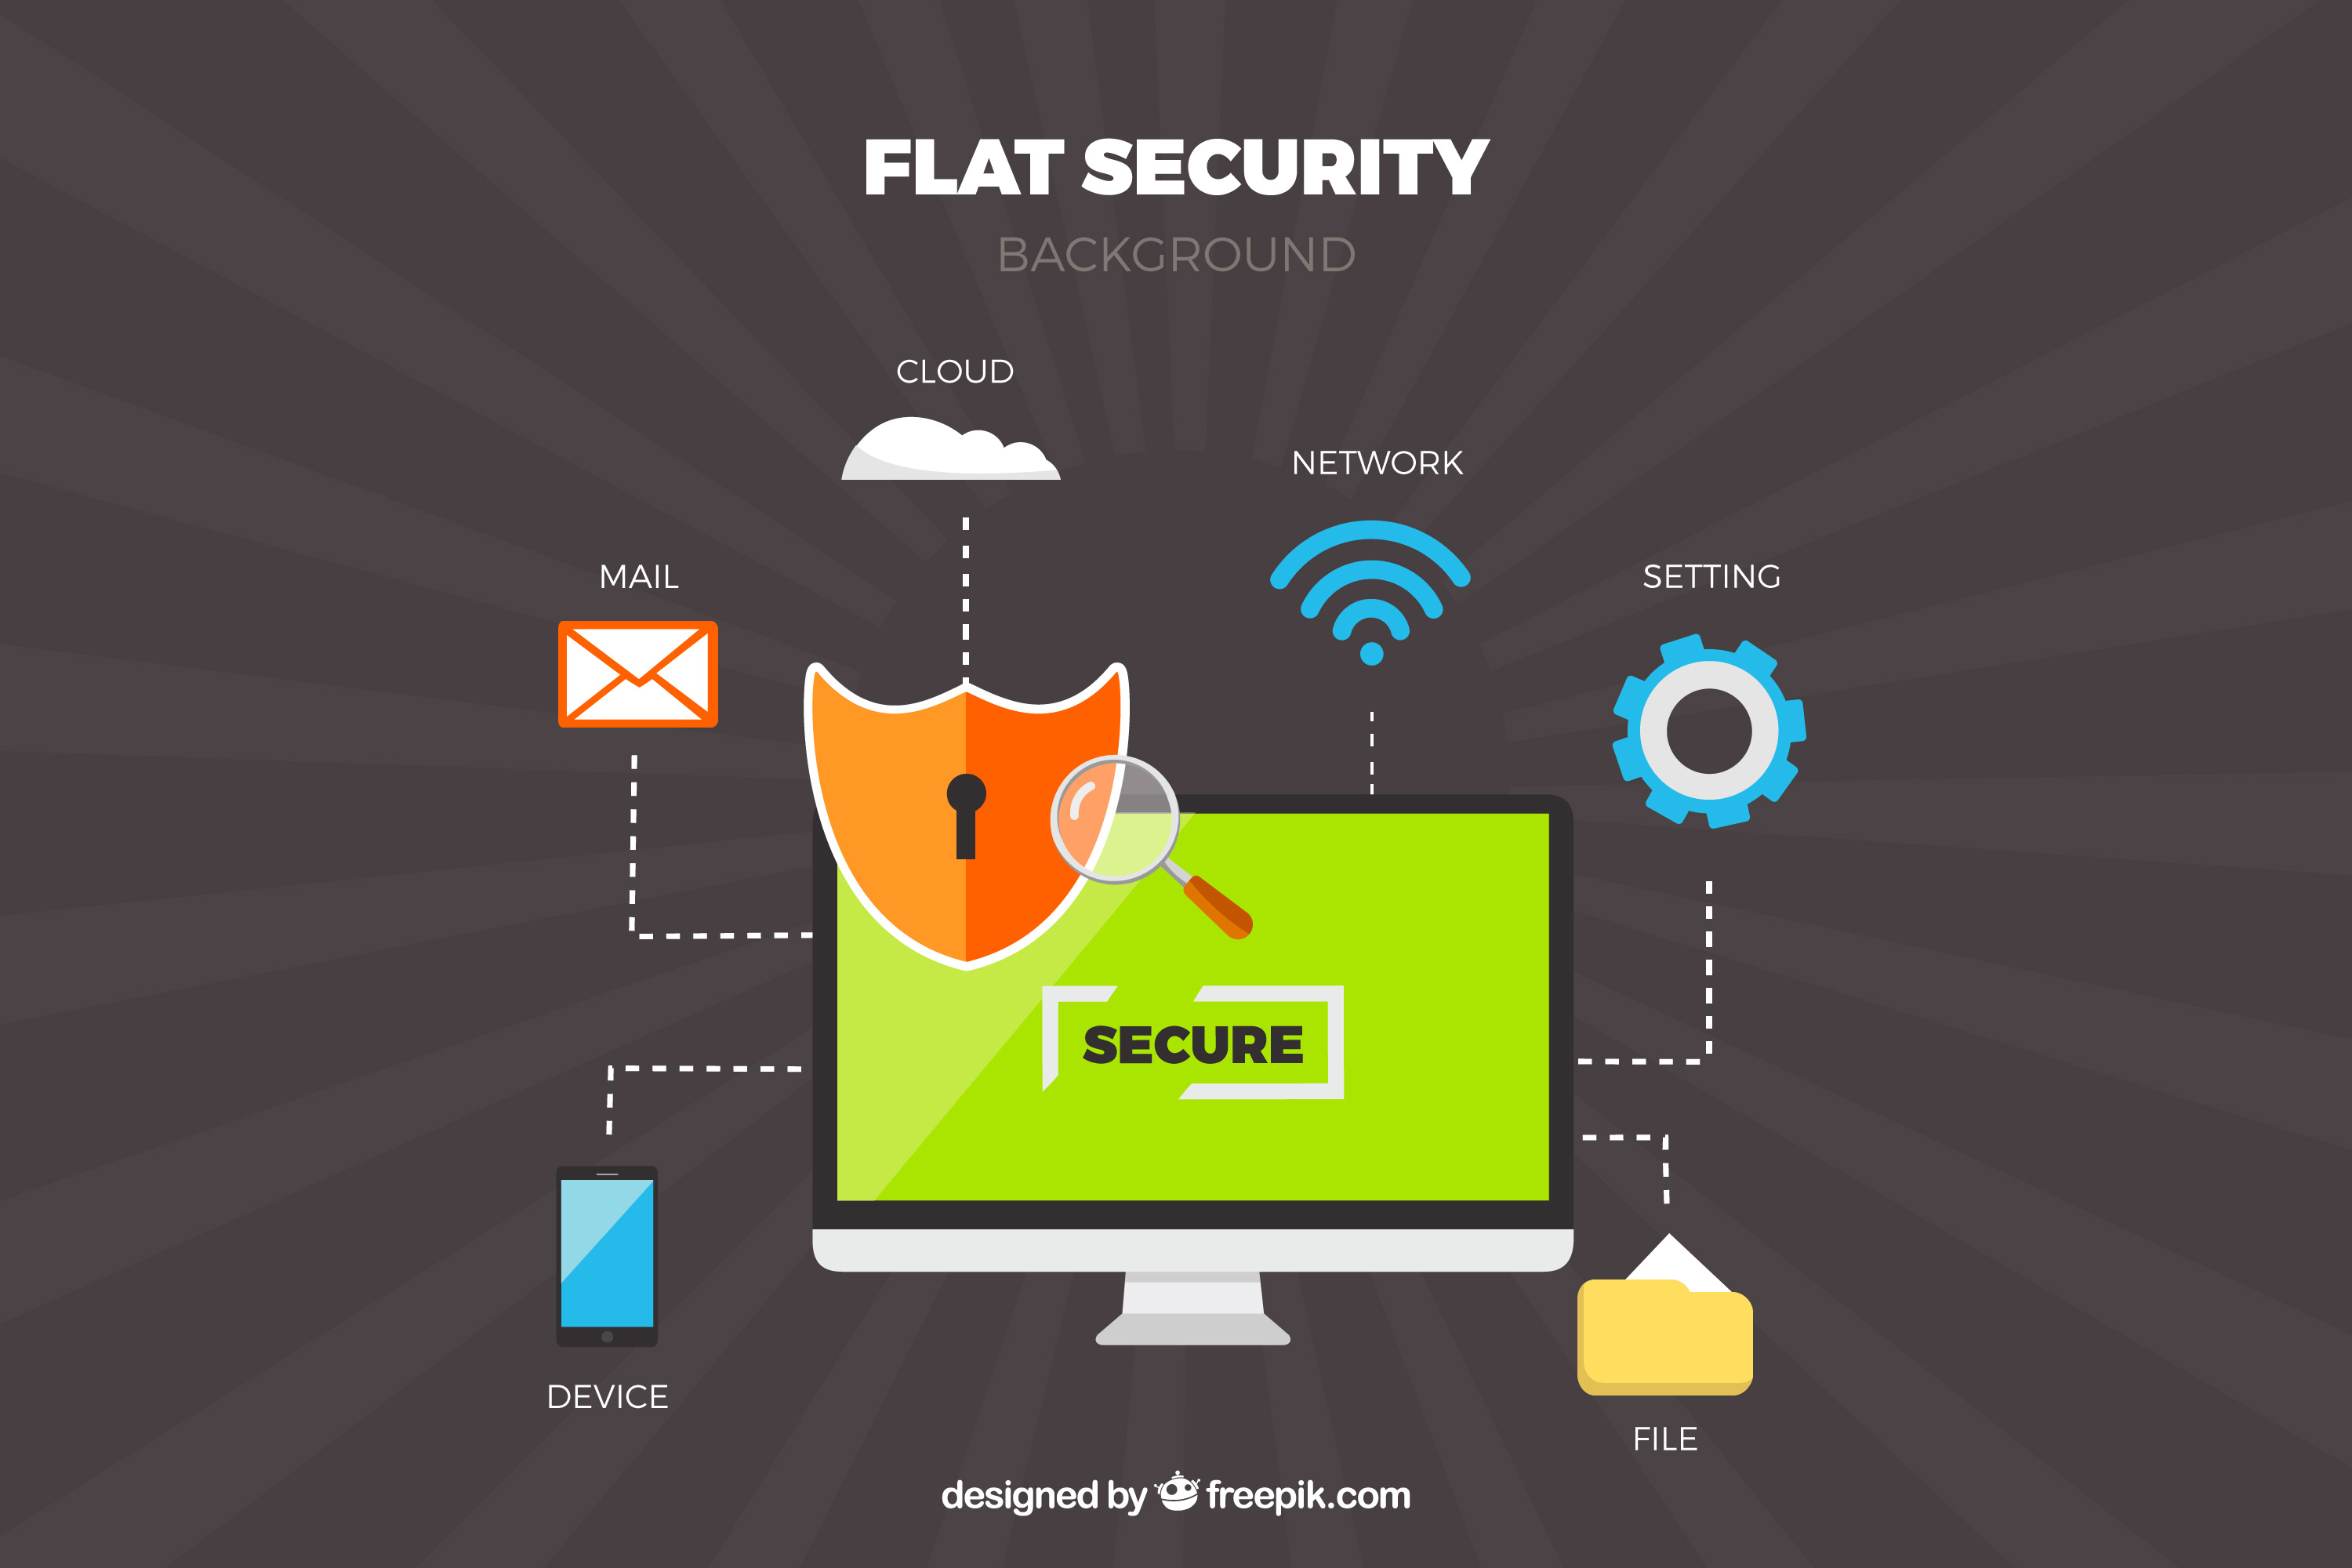 FLAT SECURITY
BACKGROUND
CLOUD
NETWORK
MAIL
SETTING
SECURE
DEVICE
FILE
designed by freepik.com